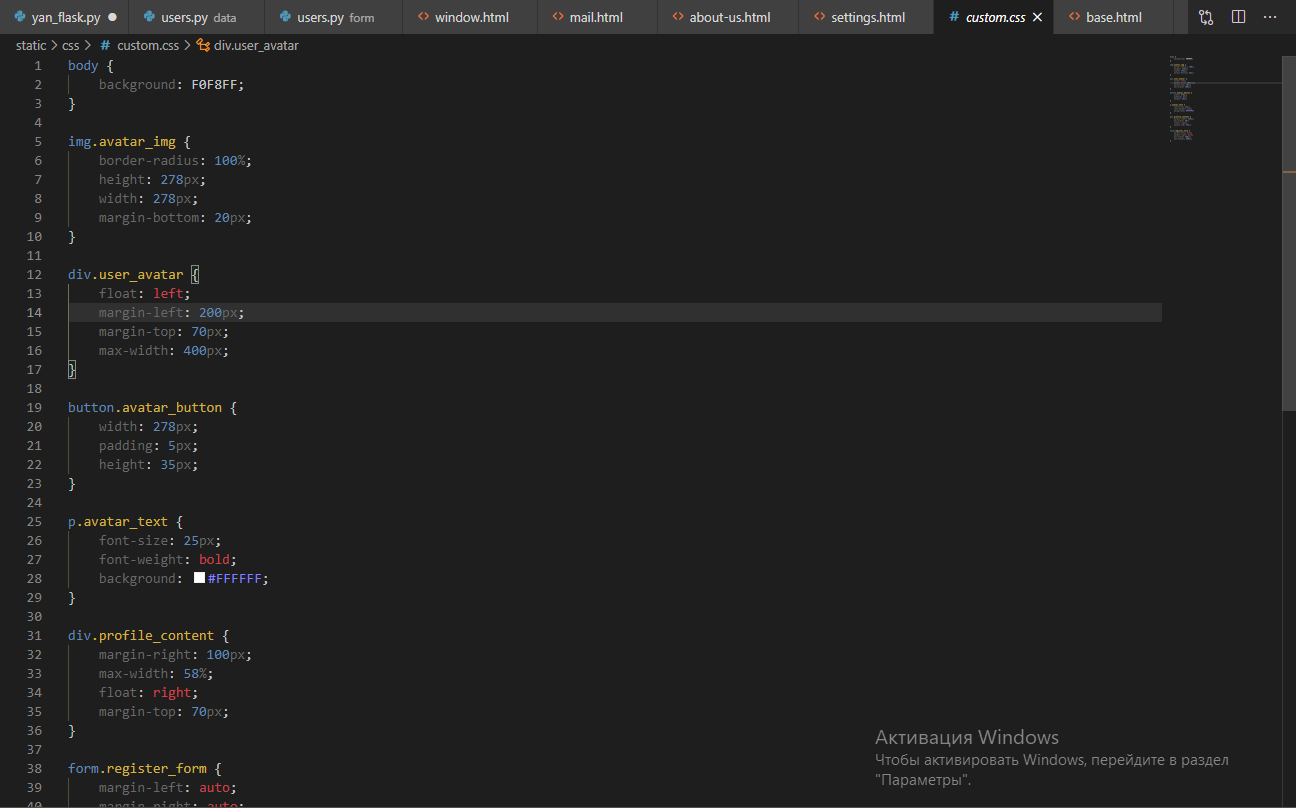 yan_flask.py
users.py data
users.py form
window.html
mail.html
about-us.html
settings.html
# custom.css
base.html
static > css > # custom.css > div.user_avatar
1 body {
2 background: F0F8FF;
3 }
4
5 img.avatar_img {
6 border-radius: 100%;
7 height: 278px;
8 width: 278px;
9 margin-bottom: 20px;
10 }
11
12 div.user_avatar {
13 float: left;
14 margin-left: 200px;
15 margin-top: 70px;
16 max-width: 400px;
17 }
18
19 button.avatar_button {
20 width: 278px;
21 padding: 5px;
22 height: 35px;
23 }
24
25 p.avatar_text {
26 font-size: 25px;
27 font-weight: bold;
28 background: #FFFFFF;
29 }
30
31 div.profile_content {
32 margin-right: 100px;
33 max-width: 58%;
34 float: right;
35 margin-top: 70px;
36 }
37
38 form.register_form {
39 margin-left: auto;
40 margin-right: auto;
Активация Windows
Чтобы активировать Windows, перейдите в раздел
"Параметры".